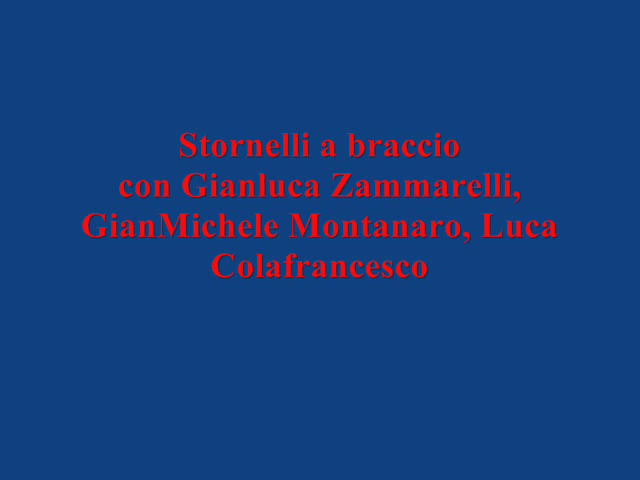 Stornelli a braccio
con Gianluca Zammarelli,
GianMichele Montanaro, Luca
Colafrancesco